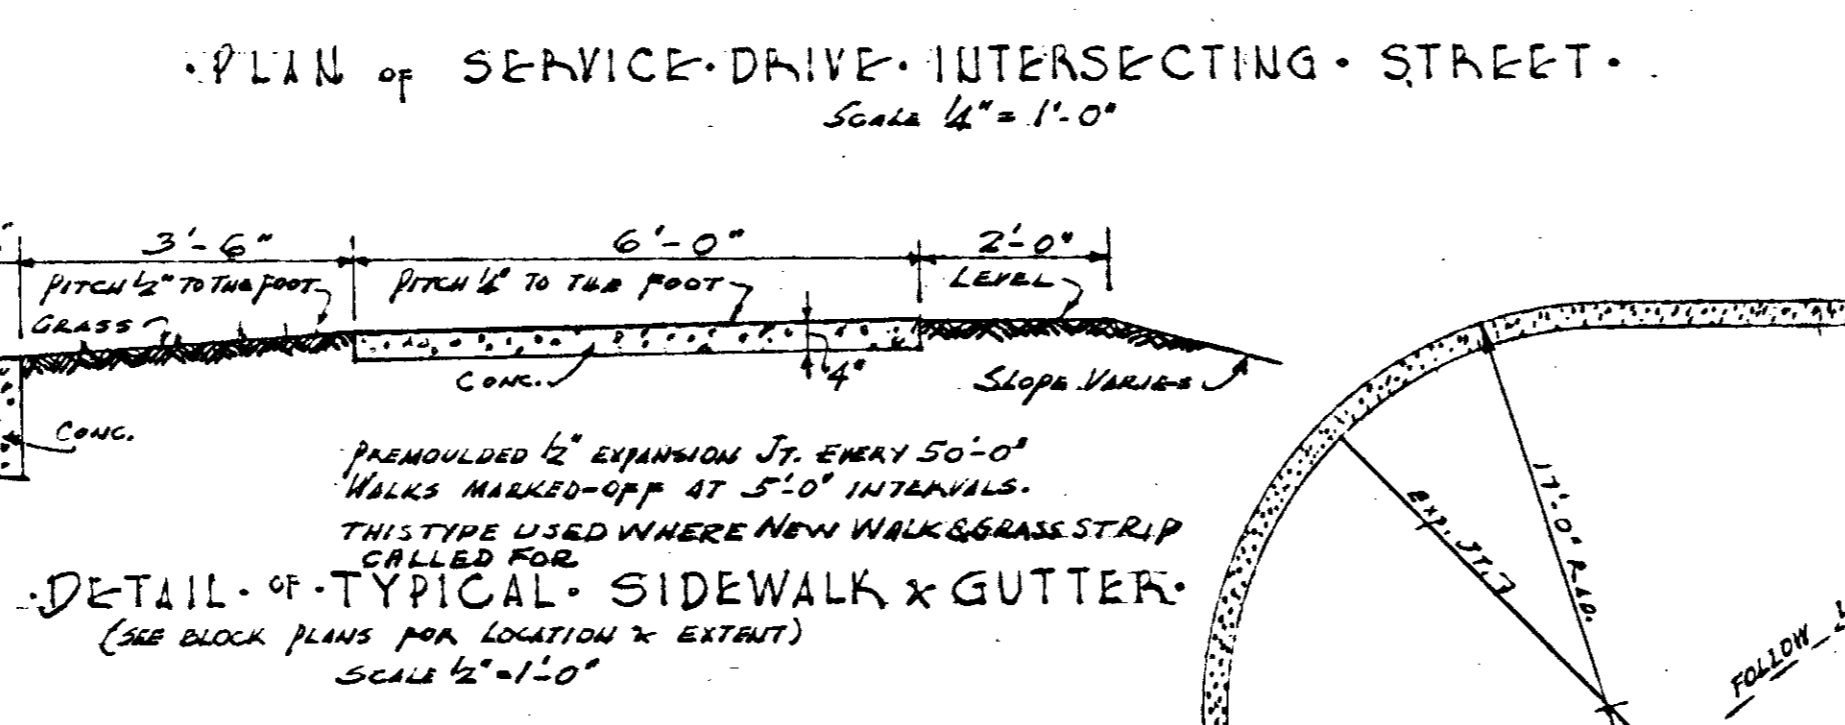 ·PLAN OF SERVICE·DRIVE·INTERSECTING·STREET·
SCALE 1/4" = 1'-0"
3'-6"
6'-0"
2'-0"
PITCH 1/2" TO THE FOOT
PITCH 1/4" TO THE FOOT
LEVEL
GRASS
CONC.
4"
SLOPE VARIES
CONC.
PREMOULDED 1/2" EXPANSION JT. EVERY 50'-0"
WALKS MARKED-OFF AT 5'-0" INTERVALS.
THIS TYPE USED WHERE NEW WALK & GRASS STRIP
CALLED FOR
·DETAIL·OF·TYPICAL·SIDEWALK & GUTTER·
(SEE BLOCK PLANS FOR LOCATION & EXTENT)
SCALE 1/2" = 1'-0"
17'-0" RAD.
EXP. JT.
FOLLOW